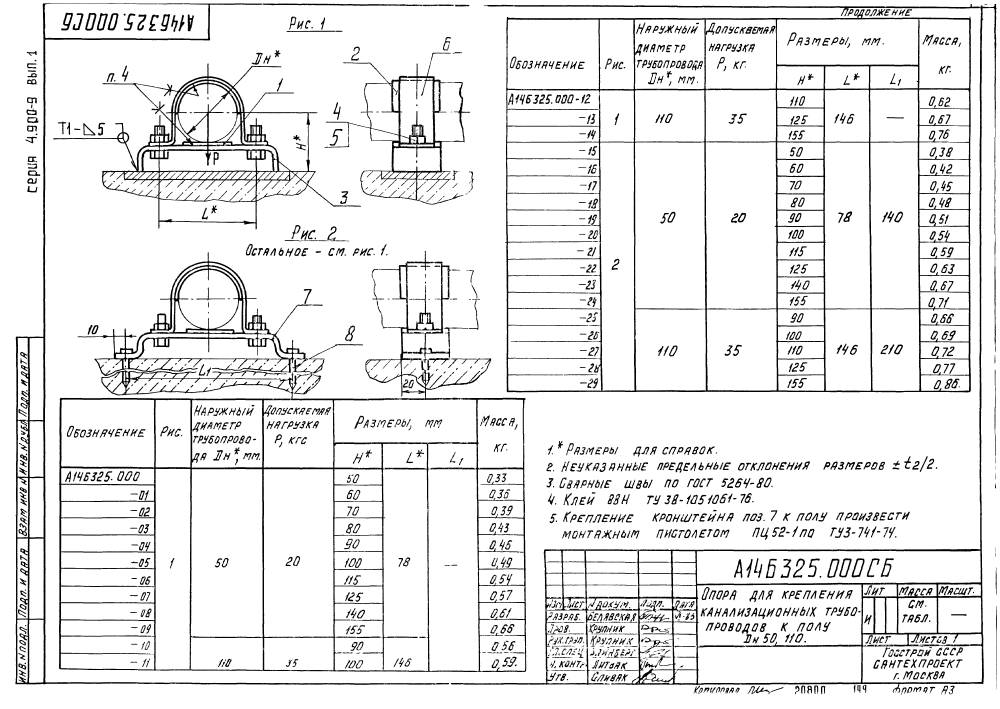 А14Б325.000СБ
серия 4.900-9 вып. 1
Рис. 1
Dн*
п. 4
1
2
6
4
5
Т1-⊿5
H*
P
3
L*
Рис. 2
Остальное – см. рис. 1.
7
8
10
L1
20
Обозначение Рис. Наружный диаметр трубопровода Dн*, мм. Допускаемая нагрузка P, кгс Размеры, мм Масса, кг.
H* L* L1
А14Б325.000 50 0,33
-01 60 0,36
-02 70 0,39
-03 80 0,43
-04 90 0,46
-05 1 50 20 100 78 — 0,49
-06 115 0,54
-07 125 0,57
-08 140 0,61
-09 155 0,66
-10 90 0,56
-11 110 35 100 146 0,59
Продолжение
Обозначение Рис. Наружный диаметр трубопровода Dн*, мм. Допускаемая нагрузка P, кг. Размеры, мм. Масса, кг.
H* L* L1
А14Б325.000-12 110 0,62
-13 1 110 35 125 146 — 0,67
-14 155 0,76
-15 50 0,38
-16 60 0,42
-17 70 0,45
-18 80 0,48
-19 50 20 90 78 140 0,51
-20 100 0,54
-21 115 0,59
-22 2 125 0,63
-23 140 0,67
-24 155 0,71
-25 90 0,66
-26 100 0,69
-27 110 35 110 146 210 0,72
-28 125 0,77
-29 155 0,86
1.* Размеры для справок.
2. Неуказанные предельные отклонения размеров ± t2/2.
3. Сварные швы по ГОСТ 5264-80.
4. Клей 88Н ТУ 38-1051061-76.
5. Крепление кронштейна поз. 7 к полу произвести
монтажным пистолетом ПЦ 52-1 по ТУ3-741-74.
А14Б325.000СБ
Опора для крепления
канализационных трубо-
проводов к полу
Dн 50, 110.
Лит Масса Масшт.
И См. табл. —
Лист Листов 1
Госстрой СССР
Сантехпроект
г. Москва
Изм Лист № докум. Подп. Дата
Разраб. Белявская
Пров. Крупник
Рук.груп. Крупник
Гл.спец.
Н. контр. Литвак
Утв. Спивак
Инв. № подл. Подп. и дата Взам. инв. № Инв. № дубл. Подп. и дата
Копировал 20800 144 Формат А3